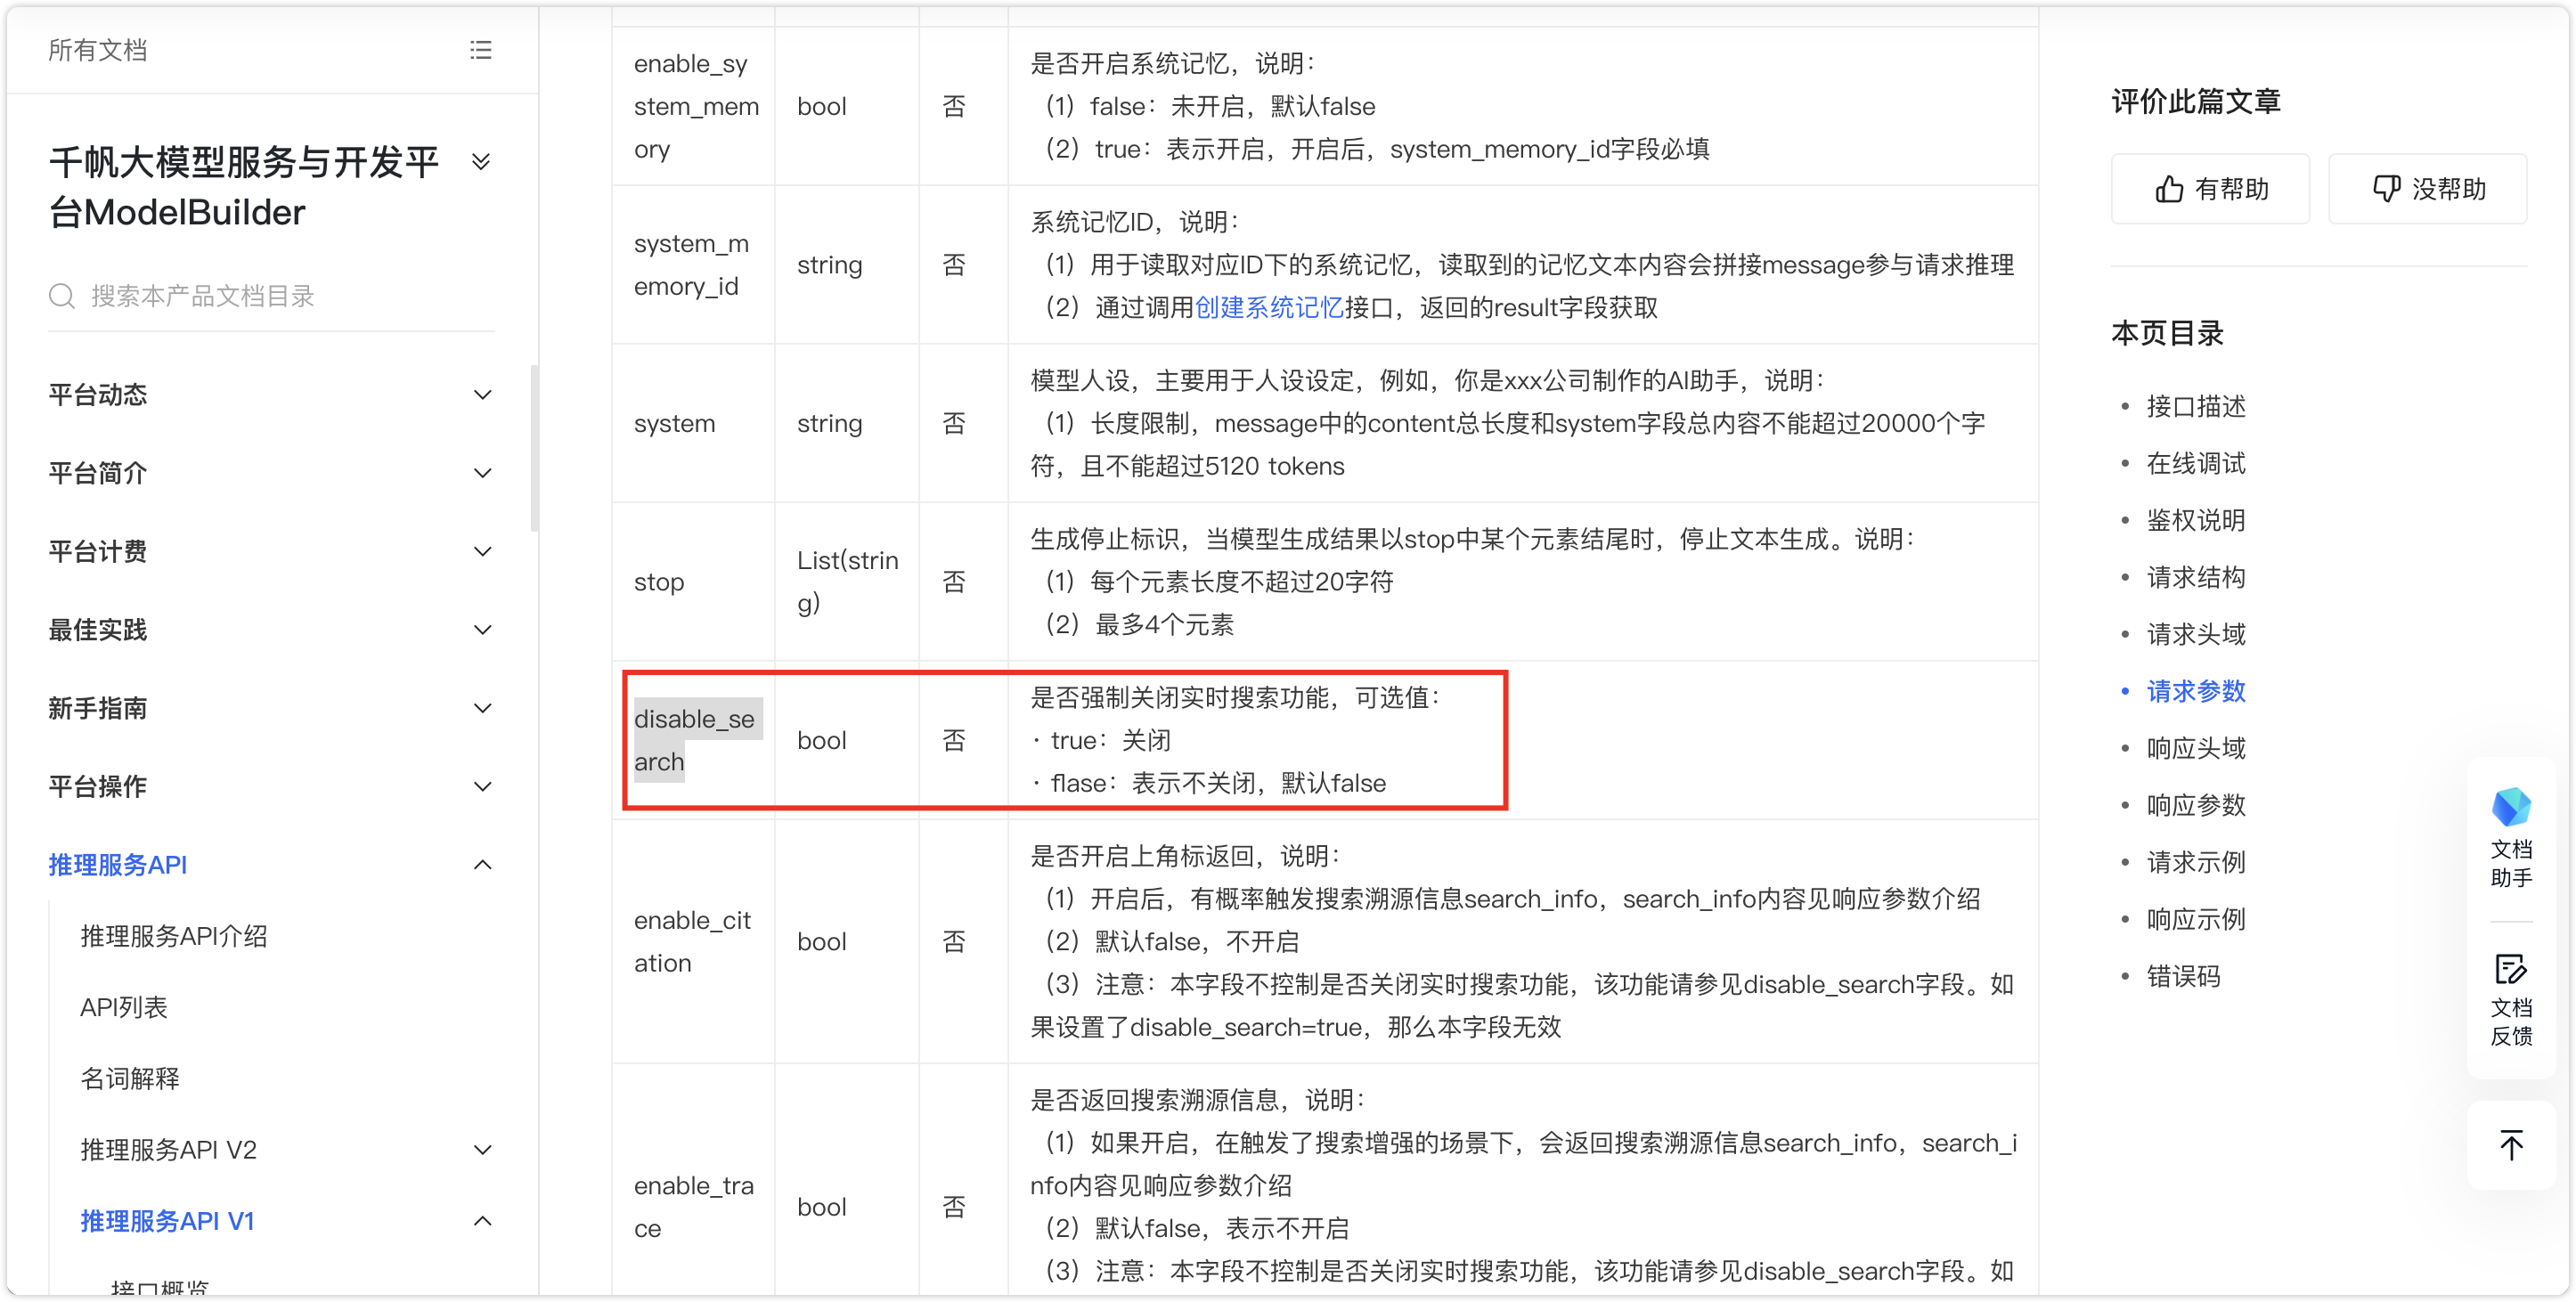 所有文档
千帆大模型服务与开发平
台ModelBuilder
搜索本产品文档目录
平台动态
平台简介
平台计费
最佳实践
新手指南
平台操作
推理服务API
推理服务API介绍
API列表
名词解释
推理服务API V2
推理服务API V1
接口概览
enable_sy
stem_mem
ory
bool
否
是否开启系统记忆，说明：
（1）false：未开启，默认false
（2）true：表示开启，开启后，system_memory_id字段必填
system_m
emory_id
string
否
系统记忆ID，说明：
（1）用于读取对应ID下的系统记忆，读取到的记忆文本内容会拼接message参与请求推理
（2）通过调用创建系统记忆接口，返回的result字段获取
system
string
否
模型人设，主要用于人设设定，例如，你是xxx公司制作的AI助手，说明：
（1）长度限制，message中的content总长度和system字段总内容不能超过20000个字
符，且不能超过5120 tokens
stop
List(strin
g)
否
生成停止标识，当模型生成结果以stop中某个元素结尾时，停止文本生成。说明：
（1）每个元素长度不超过20字符
（2）最多4个元素
disable_se
arch
bool
否
是否强制关闭实时搜索功能，可选值：
· true：关闭
· flase：表示不关闭，默认false
enable_cit
ation
bool
否
是否开启上角标返回，说明：
（1）开启后，有概率触发搜索溯源信息search_info，search_info内容见响应参数介绍
（2）默认false，不开启
（3）注意：本字段不控制是否关闭实时搜索功能，该功能请参见disable_search字段。如
果设置了disable_search=true，那么本字段无效
enable_tra
ce
bool
否
是否返回搜索溯源信息，说明：
（1）如果开启，在触发了搜索增强的场景下，会返回搜索溯源信息search_info，search_i
nfo内容见响应参数介绍
（2）默认false，表示不开启
（3）注意：本字段不控制是否关闭实时搜索功能，该功能请参见disable_search字段。如
评价此篇文章
有帮助
没帮助
本页目录
• 接口描述
• 在线调试
• 鉴权说明
• 请求结构
• 请求头域
• 请求参数
• 响应头域
• 响应参数
• 请求示例
• 响应示例
• 错误码
文档
助手
文档
反馈